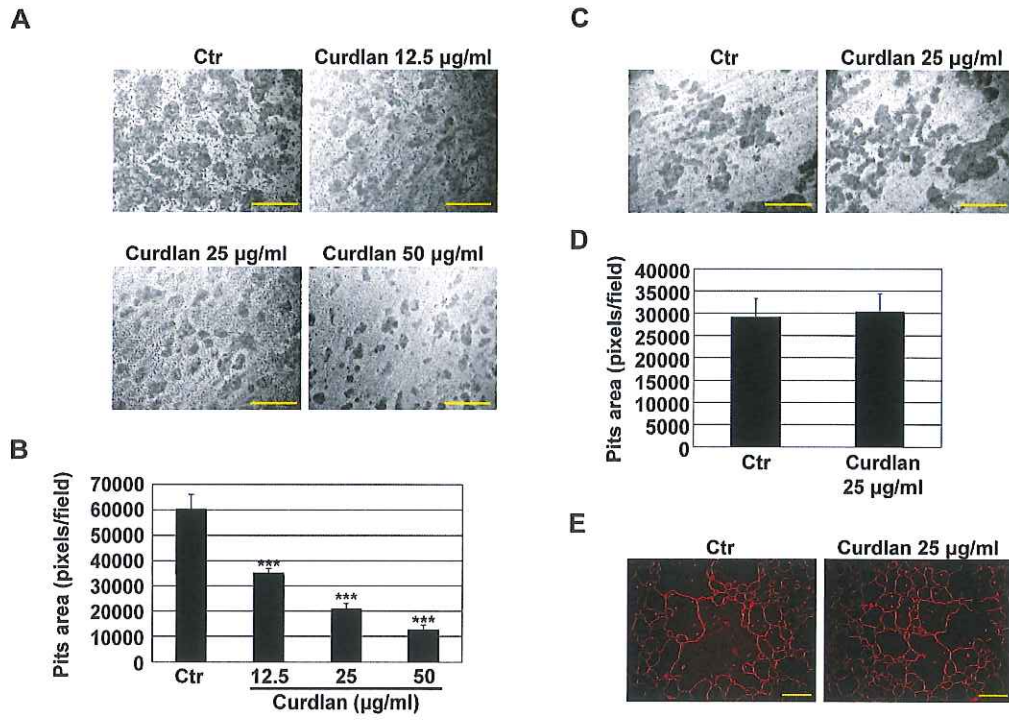 A
Ctr
Curdlan 12.5 μg/ml
Curdlan 25 μg/ml
Curdlan 50 μg/ml
B
Pits area (pixels/field)
70000
60000
50000
40000
30000
20000
10000
0
***
***
***
Ctr
12.5
25
50
Curdlan (μg/ml)
C
Ctr
Curdlan 25 μg/ml
D
Pits area (pixels/field)
40000
35000
30000
25000
20000
15000
10000
5000
0
Ctr
Curdlan
25 μg/ml
E
Ctr
Curdlan 25 μg/ml